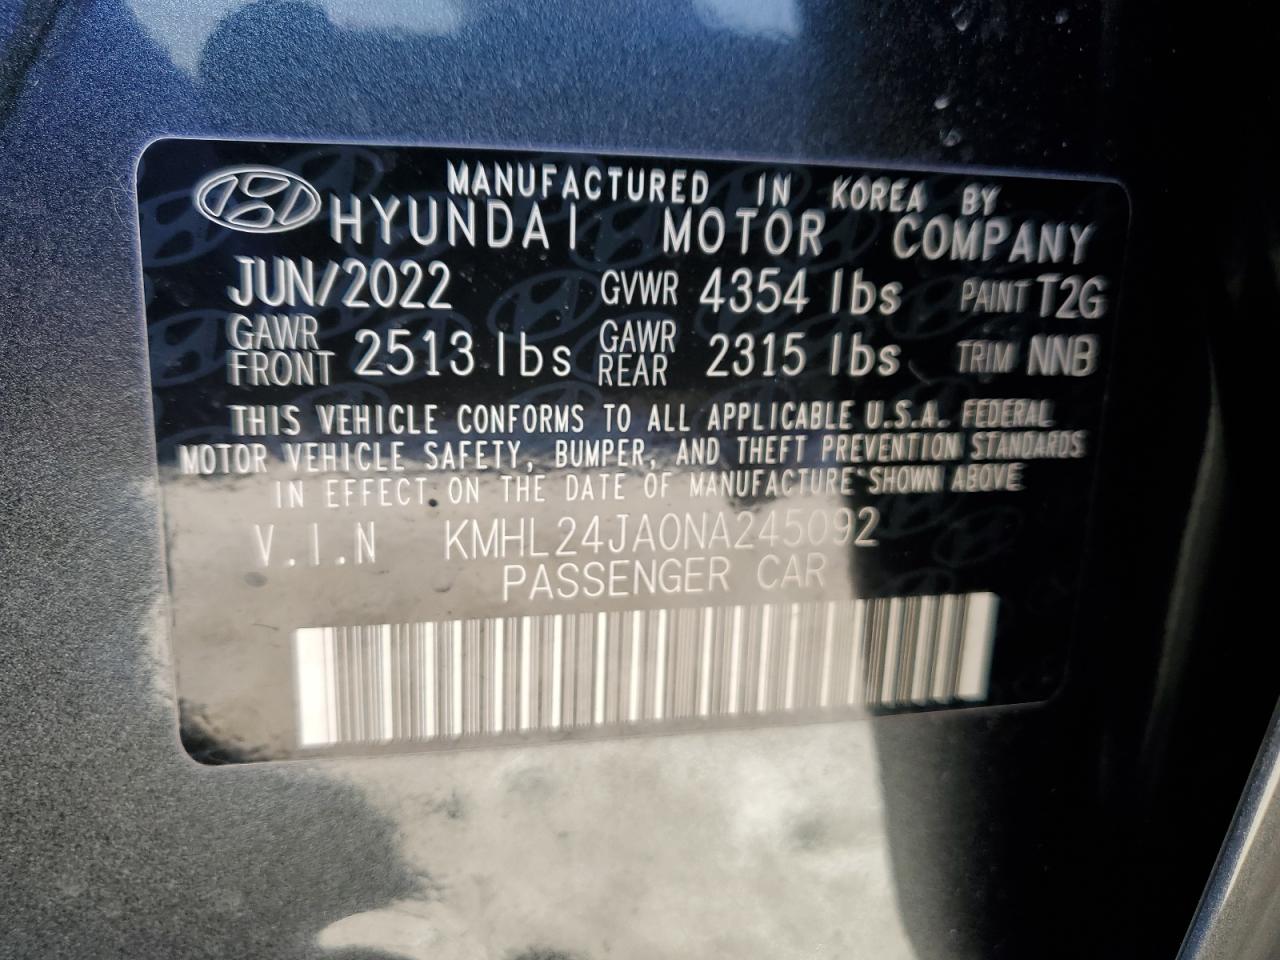 MANUFACTURED IN KOREA BY
HYUNDAI MOTOR COMPANY
JUN/2022 GVWR 4354 lbs PAINT T2G
GAWR FRONT 2513 lbs GAWR REAR 2315 lbs TRIM NNB
THIS VEHICLE CONFORMS TO ALL APPLICABLE U.S.A. FEDERAL
MOTOR VEHICLE SAFETY, BUMPER, AND THEFT PREVENTION STANDARDS
IN EFFECT ON THE DATE OF MANUFACTURE SHOWN ABOVE
V.I.N KMHL24JA0NA245092
PASSENGER CAR